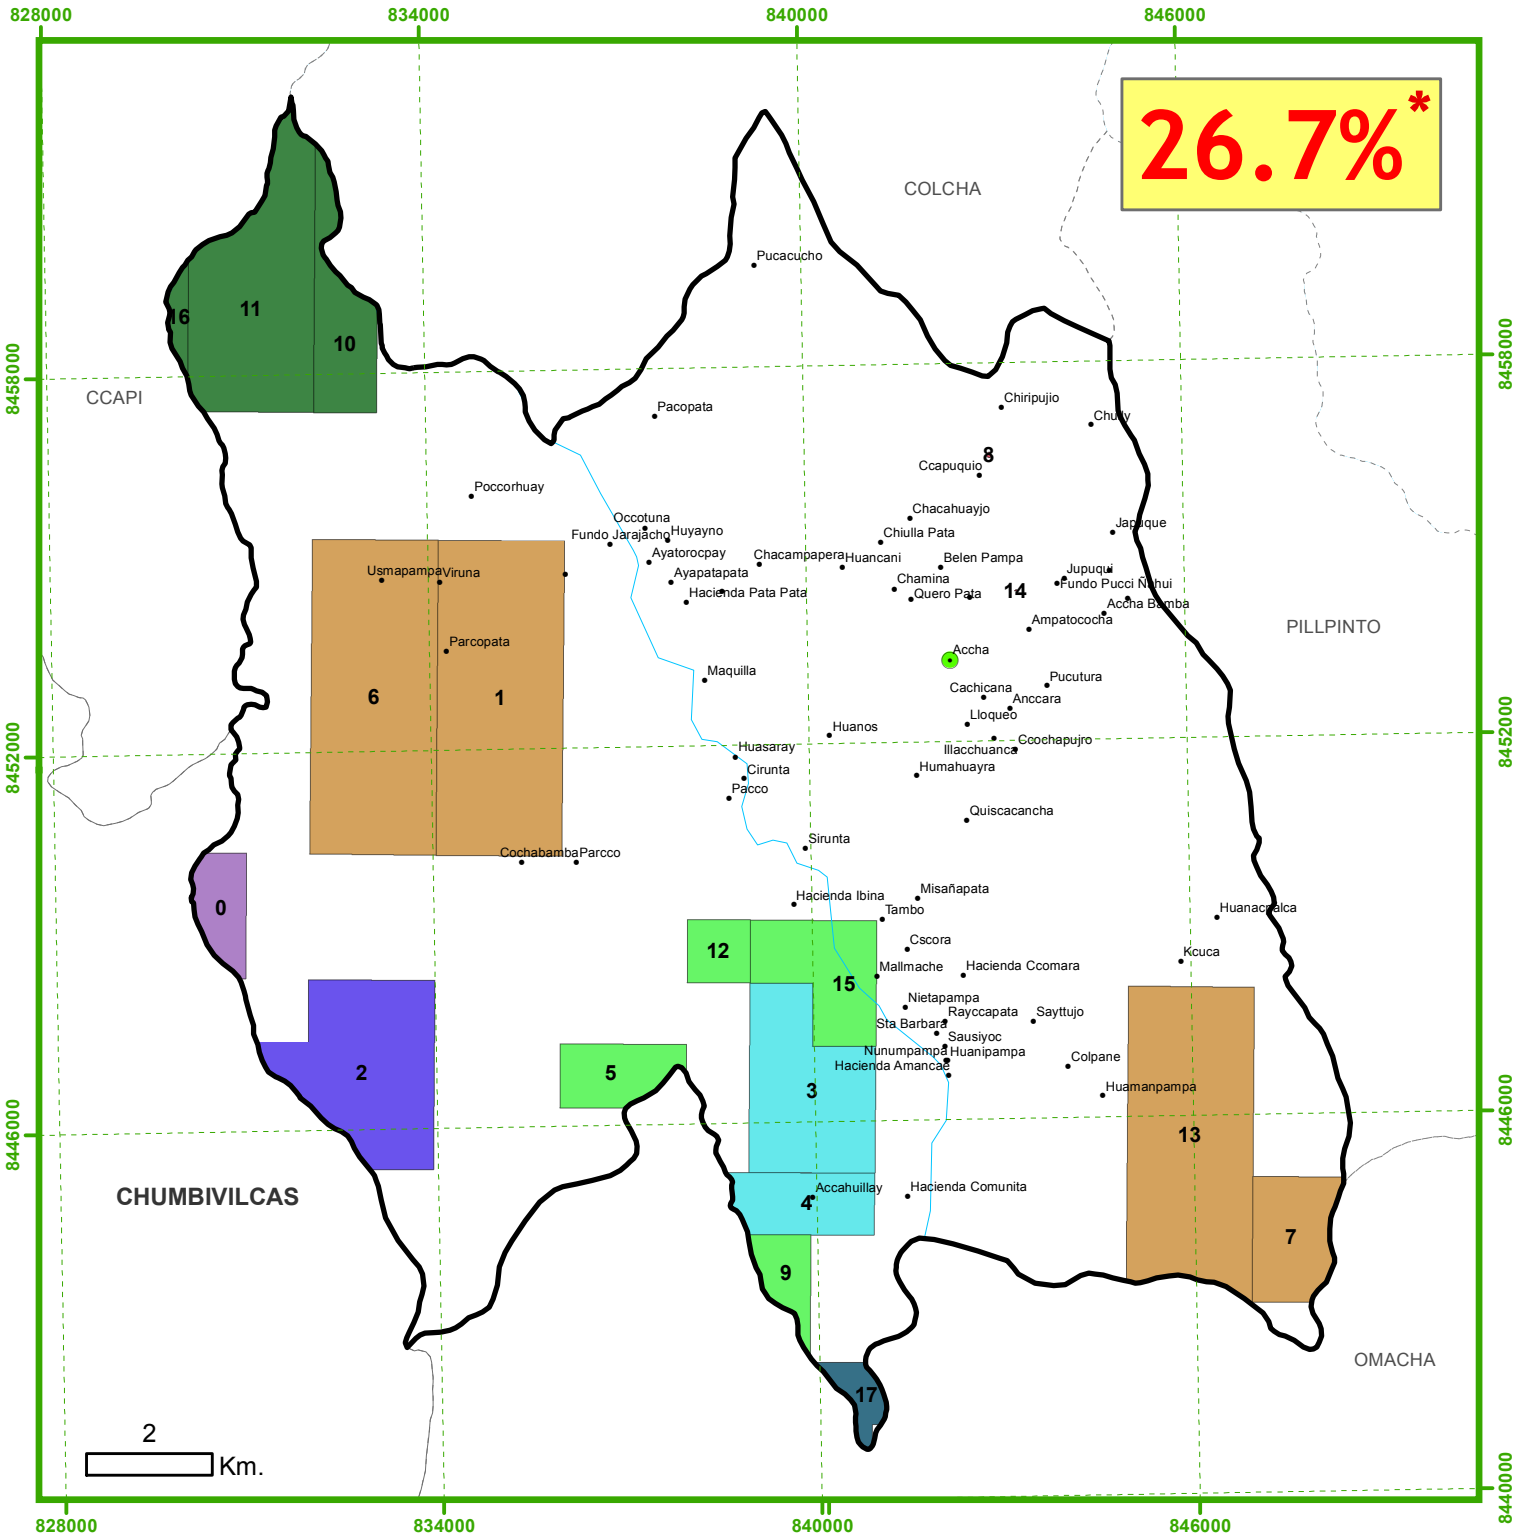 828000
834000
840000
846000
26.7%*
COLCHA
Pucacucho
11
16
10
8458000
8458000
CCAPI
Chiripujio
Pacopata
8
Ccapuquio
Poccorhuay
Chacahuayjo
Occotuna
Huyayno
Chiulla Pata
Japuque
Fundo Jarajacho
Ayatorocpay
Chacampapera
Huancani
Belen Pampa
Usmapampa
Viruna
Ayapatapata
Chamina
Jupuqui
Fundo Pucci Ñahui
Hacienda Pata Pata
Quero Pata
14
Accha Bamba
Ampatococha
PILLPINTO
Parcopata
Accha
Maquilla
Pucutura
6
1
Cachicana
Anccara
Lloqueo
Huanos
8452000
8452000
Huasaray
Illacchuanca
Ccochapujro
Cirunta
Humahuayra
Pacco
Quiscacancha
Sirunta
Cochabamba
Parcco
Misañapata
0
Hacienda Ibina
Tambo
Huanacpalca
Cscora
12
Kcuca
Mallmache
Hacienda Ccomara
15
Nietapampa
Rayccapata
Sayttujo
Sta Barbara
Sausiyoc
Nunumpampa
Huanipampa
Hacienda Amancae
Colpane
2
5
3
Huamanpampa
8446000
8446000
13
CHUMBIVILCAS
Accahuillay
Hacienda Comunita
4
7
9
OMACHA
17
2
Km.
8440000
828000
834000
840000
846000